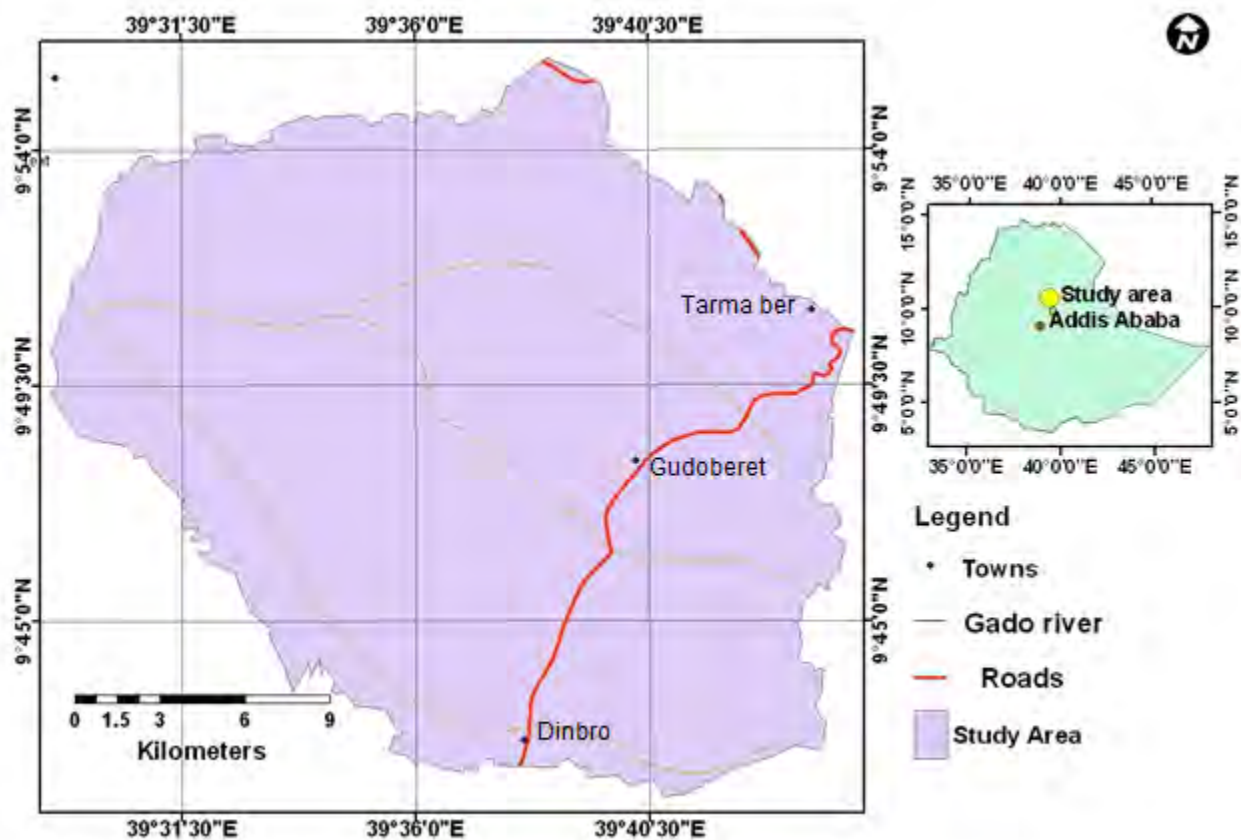 39°31'30"E 39°36'0"E 39°40'30"E
N
9°54'0"N
9°54'0"N
35°0'0"E 40°0'0"E 45°0'0"E
15°0'0"N
15°0'0"N
Tarma ber
Study area
Addis Ababa
10°0'0"N
10°0'0"N
9°49'30"N
9°49'30"N
5°0'0"N
5°0'0"N
35°0'0"E 40°0'0"E 45°0'0"E
Gudoberet
Legend
Towns
Gado river
Roads
Study Area
9°45'0"N
9°45'0"N
0 1.5 3 6 9
Kilometers
Dinbro
39°31'30"E 39°36'0"E 39°40'30"E